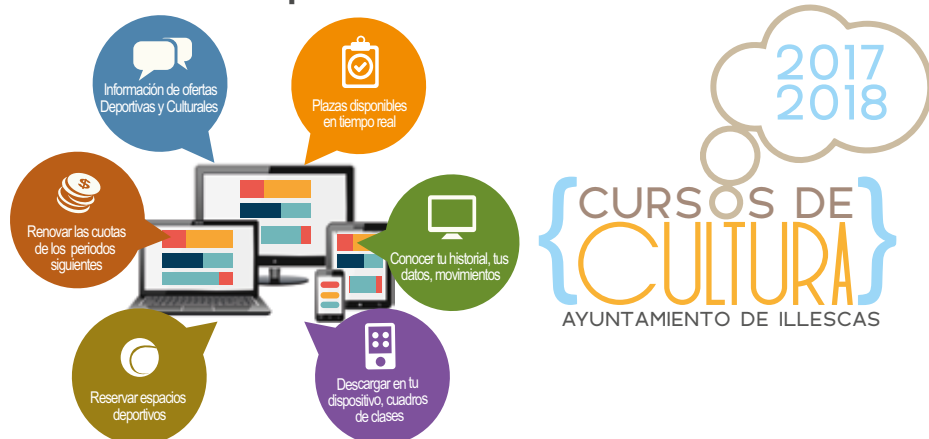 Información de ofertas
Deportivas y Culturales
Plazas disponibles
en tiempo real
Renovar las cuotas
de los periodos
siguientes
Conocer tu historial, tus
datos, movimientos
Reservar espacios
deportivos
Descargar en tu
dispositivo, cuadros
de clases
2017
2018
CURSOS DE
CULTURA
AYUNTAMIENTO DE ILLESCAS